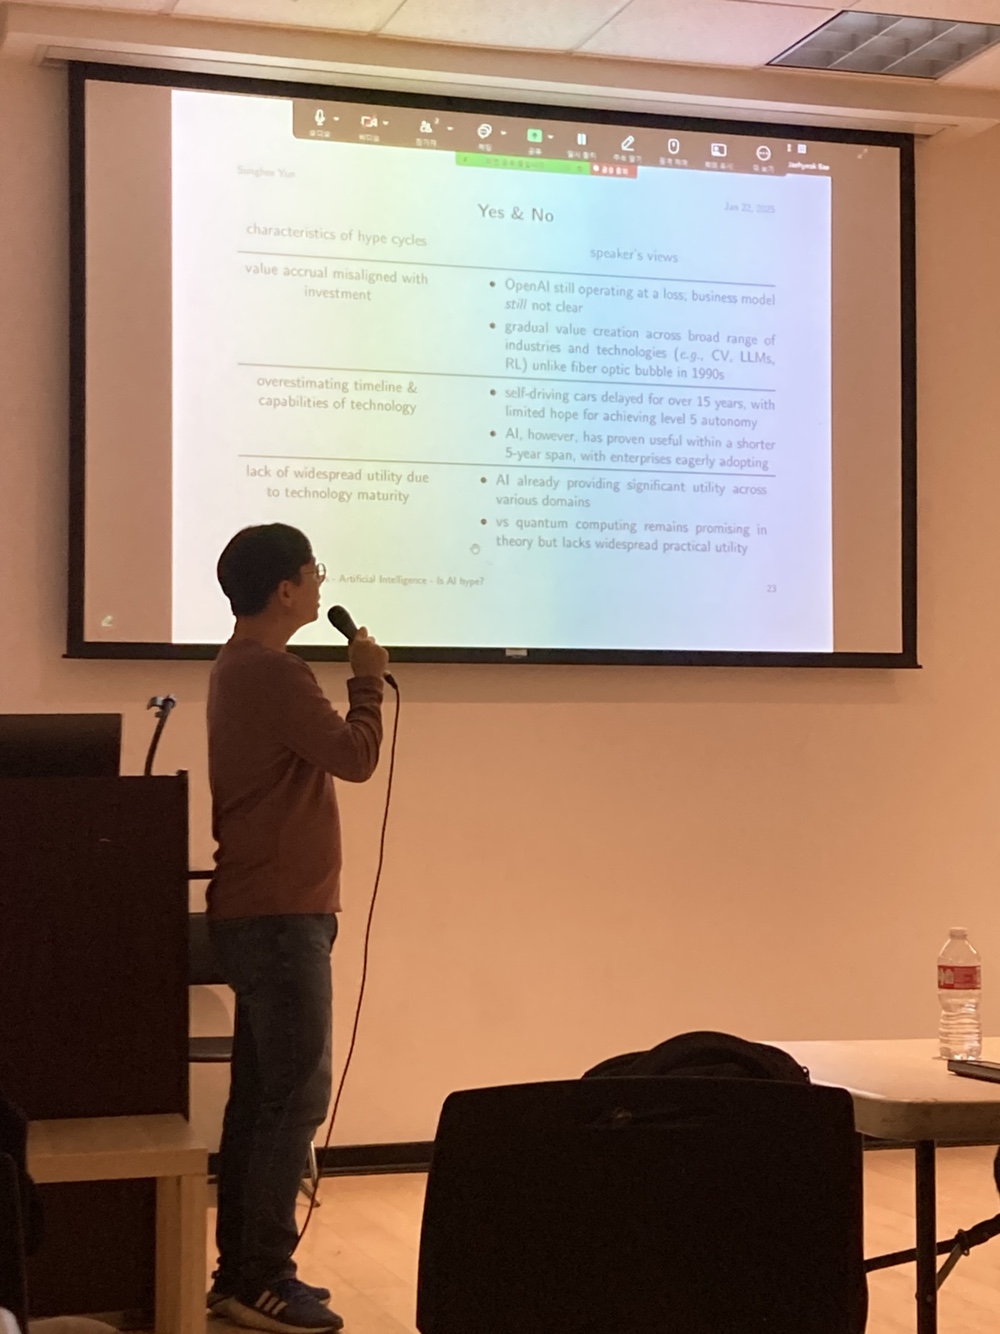 Sunghee Yun
Jan 22, 2025
Yes & No
characteristics of hype cycles
speaker's views
value accrual misaligned with
investment
• OpenAI still operating at a loss; business model
still not clear
• gradual value creation across broad range of
industries and technologies (e.g., CV, LLMs,
RL) unlike fiber optic bubble in 1990s
overestimating timeline &
capabilities of technology
• self-driving cars delayed for over 15 years, with
limited hope for achieving level 5 autonomy
• AI, however, has proven useful within a shorter
5-year span, with enterprises eagerly adopting
lack of widespread utility due
to technology maturity
• AI already providing significant utility across
various domains
• vs quantum computing remains promising in
theory but lacks widespread practical utility
- Artificial Intelligence - Is AI hype?
23